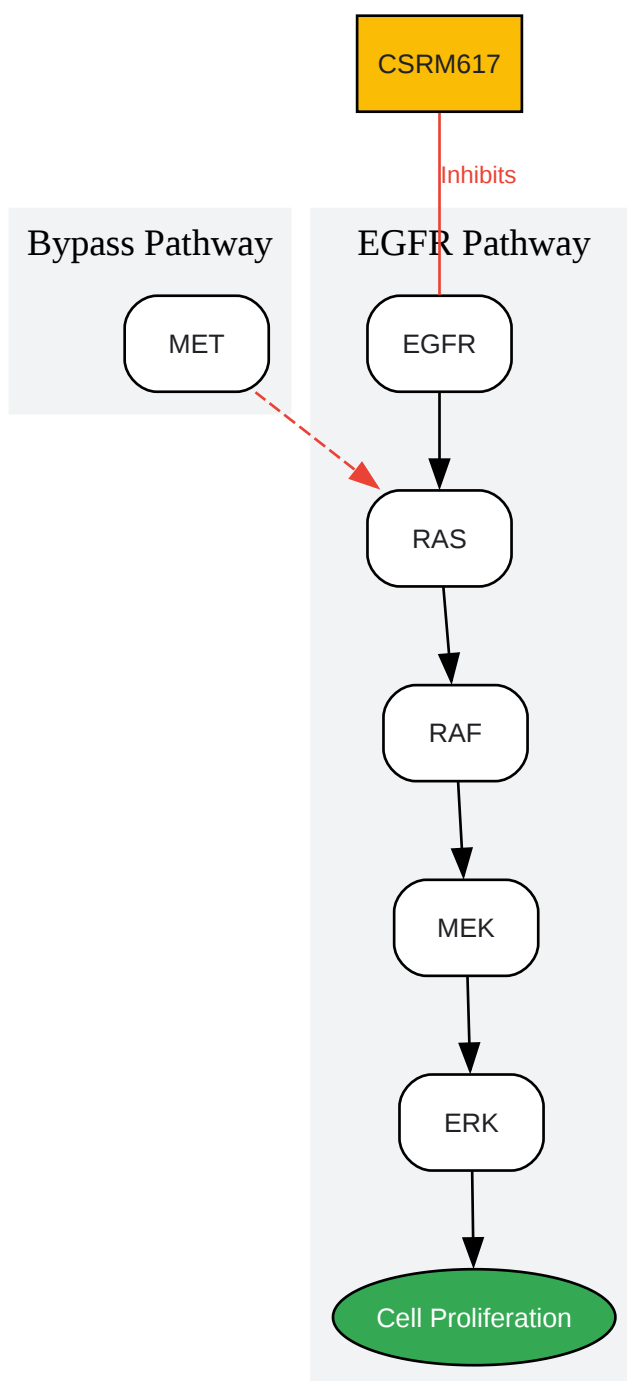 CSRM617
Inhibits
Bypass Pathway
EGFR Pathway
MET
EGFR
RAS
RAF
MEK
ERK
Cell Proliferation